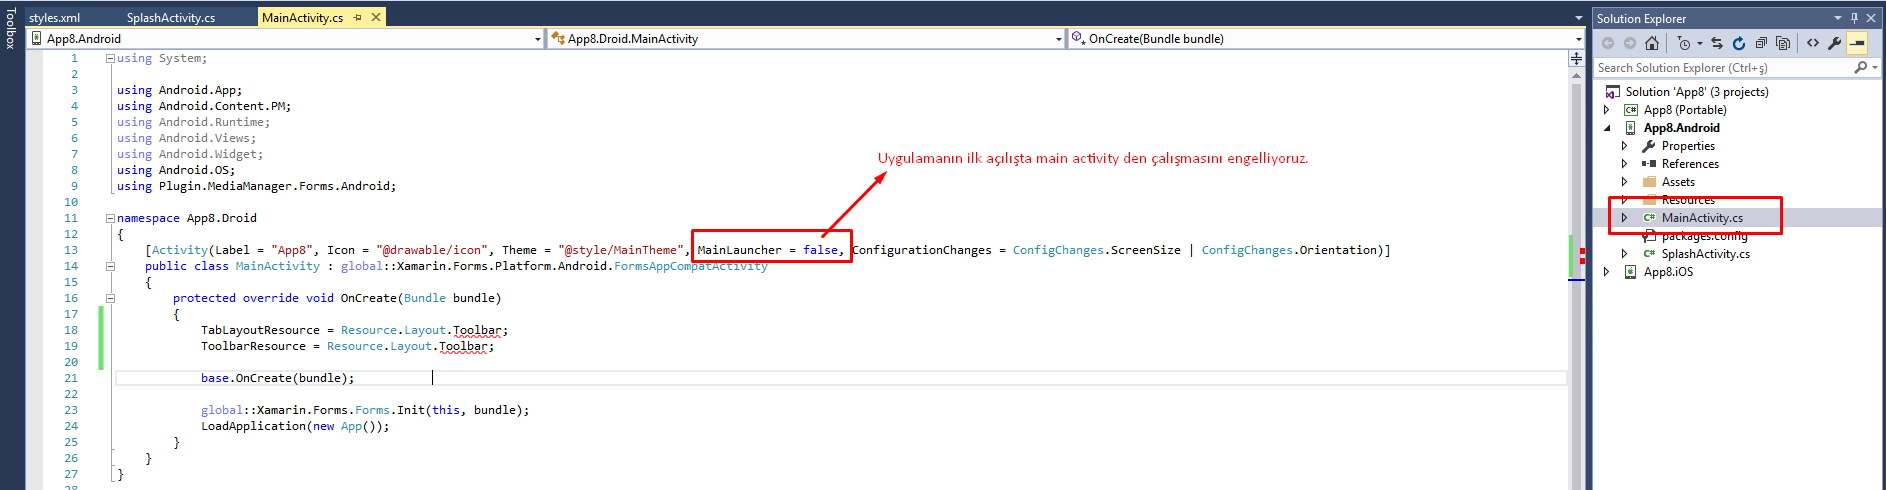 Toolbox
styles.xml SplashActivity.cs MainActivity.cs
App8.Android App8.Droid.MainActivity OnCreate(Bundle bundle)
1 using System;
2
3 using Android.App;
4 using Android.Content.PM;
5 using Android.Runtime;
6 using Android.Views;
7 using Android.Widget;
8 using Android.OS;
9 using Plugin.MediaManager.Forms.Android;
10
11 namespace App8.Droid
12 {
13 [Activity(Label = "App8", Icon = "@drawable/icon", Theme = "@style/MainTheme", MainLauncher = false, ConfigurationChanges = ConfigChanges.ScreenSize | ConfigChanges.Orientation)]
14 public class MainActivity : global::Xamarin.Forms.Platform.Android.FormsAppCompatActivity
15 {
16 protected override void OnCreate(Bundle bundle)
17 {
18 TabLayoutResource = Resource.Layout.Toolbar;
19 ToolbarResource = Resource.Layout.Toolbar;
20
21 base.OnCreate(bundle);
22
23 global::Xamarin.Forms.Forms.Init(this, bundle);
24 LoadApplication(new App());
25 }
26 }
27 }
28
Uygulamanın ilk açılışta main activity den çalışmasını engelliyoruz.
Solution Explorer
Search Solution Explorer (Ctrl+ş)
Solution 'App8' (3 projects)
App8 (Portable)
App8.Android
Properties
References
Assets
Resources
MainActivity.cs
packages.config
SplashActivity.cs
App8.iOS